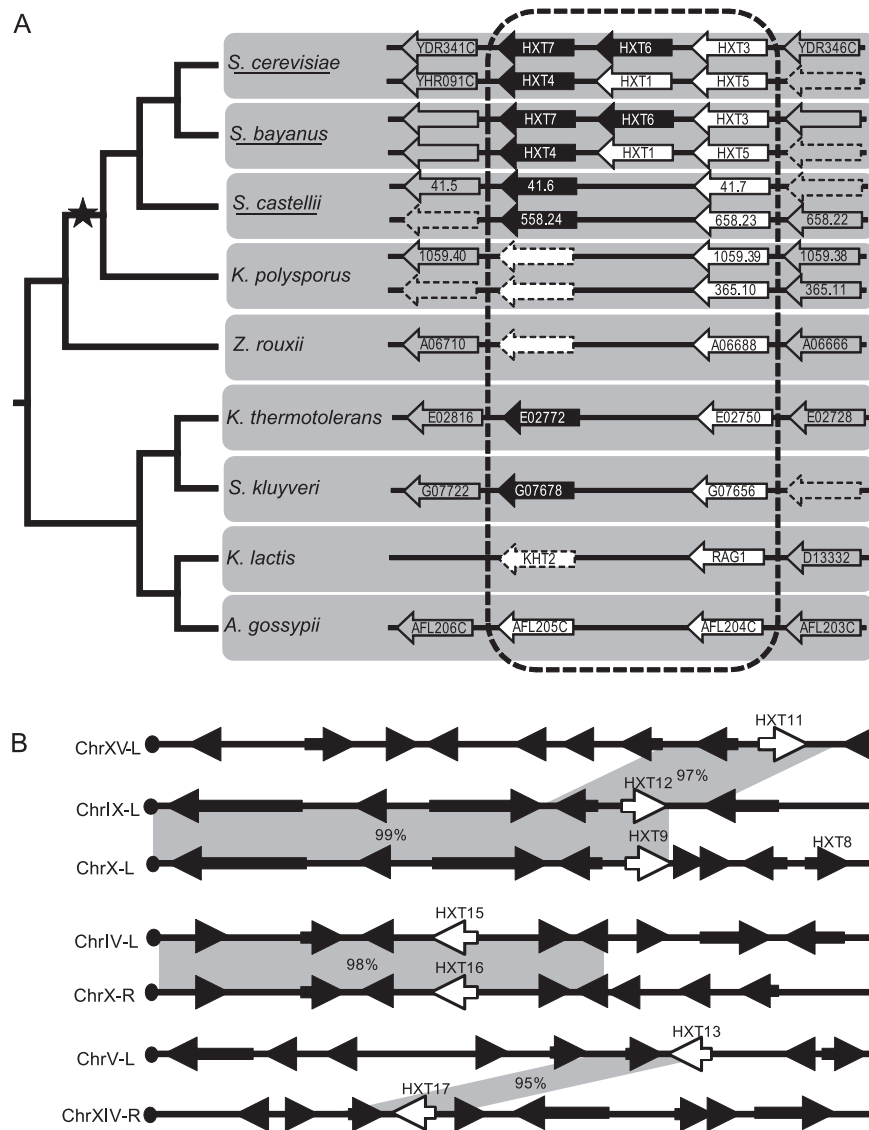 A
YDR341C HXT7 HXT6 HXT3 YDR346C
S. cerevisiae
YHR091C HXT4 HXT1 HXT5
HXT7 HXT6 HXT3
S. bayanus
HXT4 HXT1 HXT5
41.5 41.6 41.7
S. castellii
558.24 658.23 658.22
1059.40 1059.39 1059.38
K. polysporus
365.10 365.11
Z. rouxii A06710 A06688 A06666
K. thermotolerans E02816 E02772 E02750 E02728
S. kluyveri G07722 G07678 G07656
K. lactis KHT2 RAG1 D13332
A. gossypii AFL206C AFL205C AFL204C AFL203C
B
HXT11
ChrXV-L
97%
HXT12
ChrIX-L
99%
HXT9 HXT8
ChrX-L
HXT15
ChrIV-L
98%
HXT16
ChrX-R
HXT13
ChrV-L
95%
HXT17
ChrXIV-R